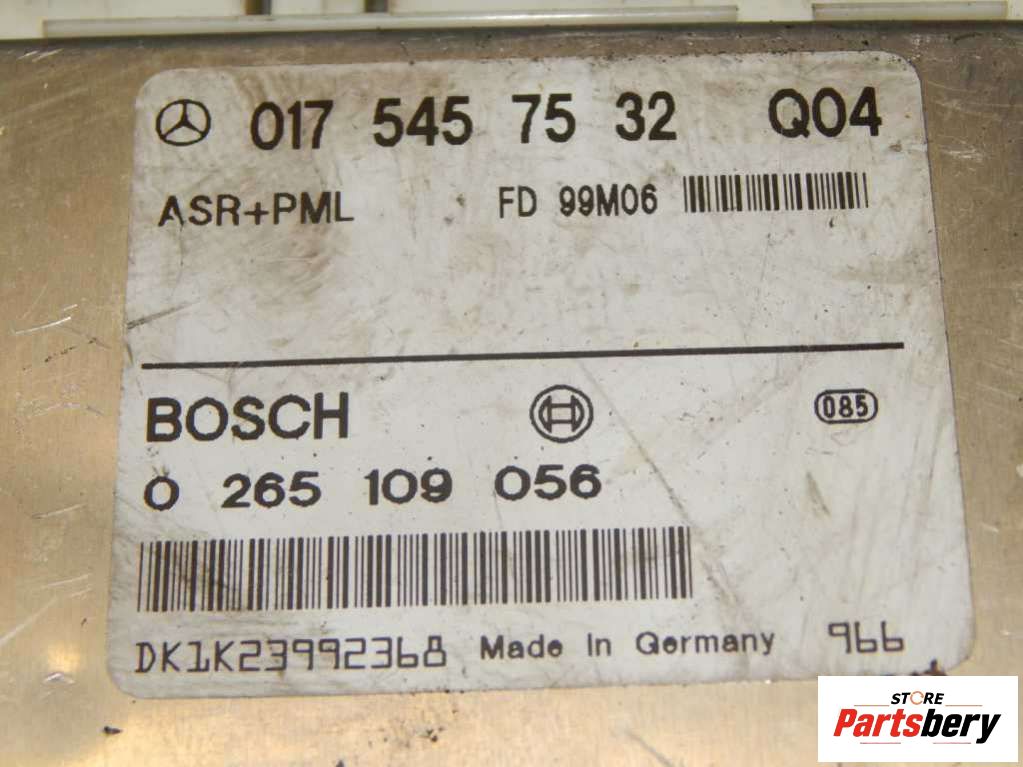 017 545 75 32 Q04
ASR+PML FD 99M06
BOSCH 085
0 265 109 056
DK1K23992368 Made In Germany 966
STORE
Partsbery